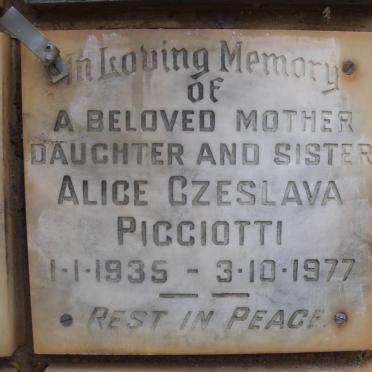 In Loving Memory
OF
A BELOVED MOTHER
DAUGHTER AND SISTER
ALICE CZESLAVA
PICCIOTTI
1·1·1935 - 3·10·1977
REST IN PEACE.